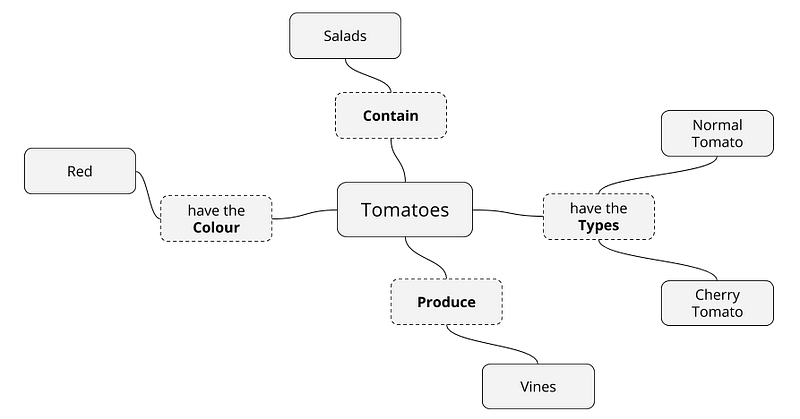 Salads
Contain
Normal
Tomato
Red
Tomatoes
have the
Colour
have the
Types
Produce
Cherry
Tomato
Vines